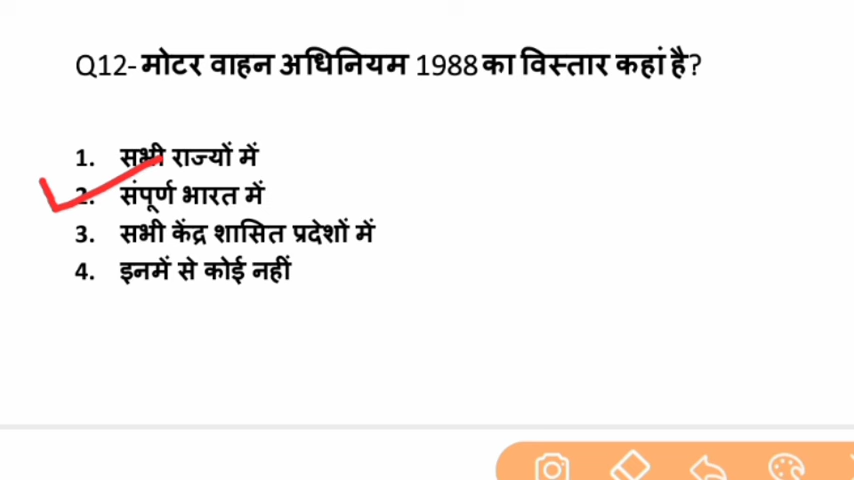 Q12- मोटर वाहन अधिनियम 1988 का विस्तार कहां है?
1. सभी राज्यों में
2. संपूर्ण भारत में
3. सभी केंद्र शासित प्रदेशों में
4. इनमें से कोई नहीं